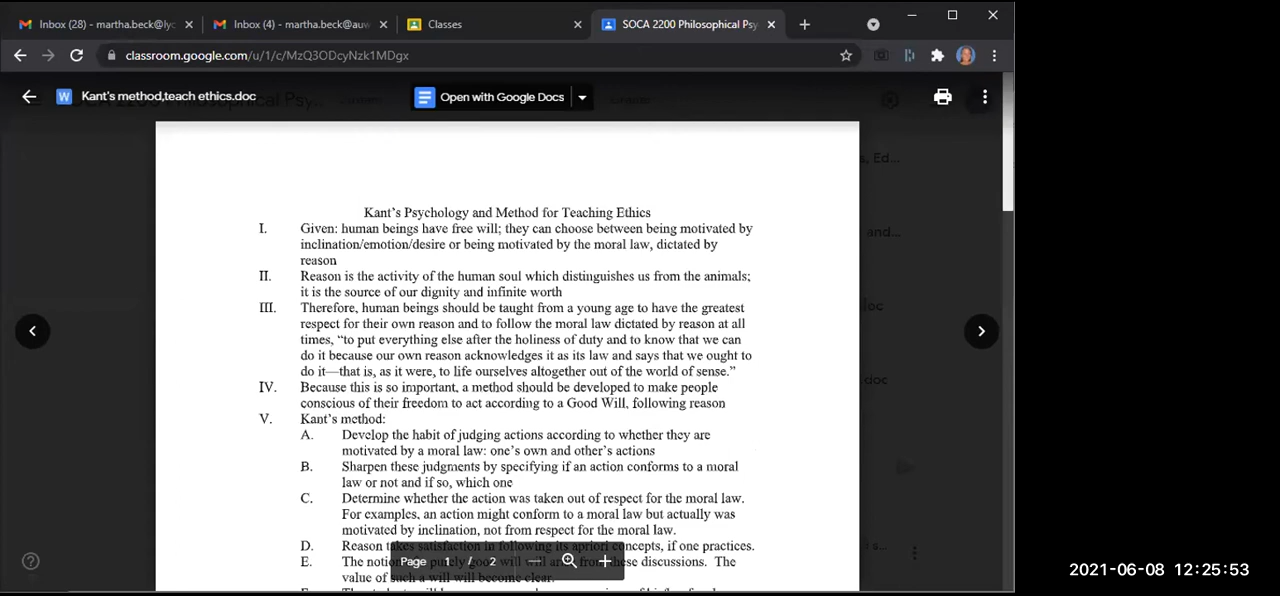 Inbox (28) - martha.beck@lyc
Inbox (4) - martha.beck@auw
Classes
SOCA 2200 Philosophical Psy
classroom.google.com/u/1/c/MzQ3ODcyNzk1MDgx
Kant's method,teach ethics.doc
Open with Google Docs
Kant's Psychology and Method for Teaching Ethics
I. Given: human beings have free will; they can choose between being motivated by
inclination/emotion/desire or being motivated by the moral law, dictated by
reason
II. Reason is the activity of the human soul which distinguishes us from the animals;
it is the source of our dignity and infinite worth
III. Therefore, human beings should be taught from a young age to have the greatest
respect for their own reason and to follow the moral law dictated by reason at all
times, “to put everything else after the holiness of duty and to know that we can
do it because our own reason acknowledges it as its law and says that we ought to
do it—that is, as it were, to life ourselves altogether out of the world of sense.”
IV. Because this is so important, a method should be developed to make people
conscious of their freedom to act according to a Good Will, following reason
V. Kant's method:
A. Develop the habit of judging actions according to whether they are
motivated by a moral law: one's own and other's actions
B. Sharpen these judgments by specifying if an action conforms to a moral
law or not and if so, which one
C. Determine whether the action was taken out of respect for the moral law.
For examples, an action might conform to a moral law but actually was
motivated by inclination, not from respect for the moral law.
D. Reason takes satisfaction in following its apriori concepts, if one practices.
E. The notion of a purely good will will arise from these discussions. The
value of such a will will become clear.
Page 1 / 2
s, Ed...
and...
doc
.doc
2021-06-08 12:25:53